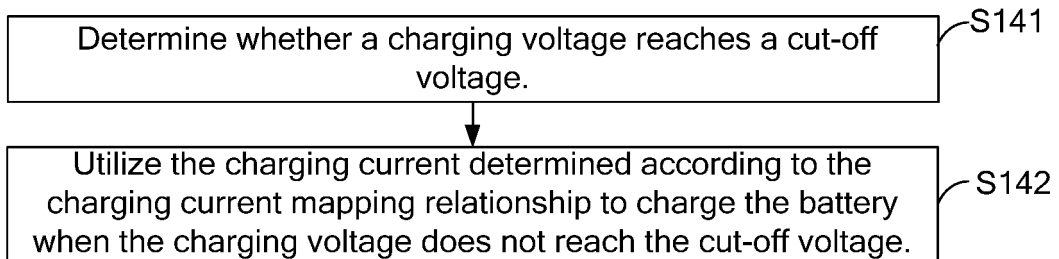 Determine whether a charging voltage reaches a cut-off
voltage.
S141
Utilize the charging current determined according to the
charging current mapping relationship to charge the battery
when the charging voltage does not reach the cut-off voltage.
S142